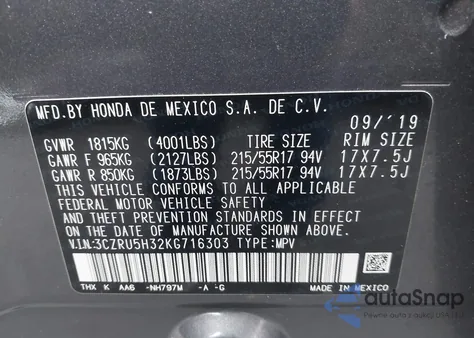 MFD.BY HONDA DE MEXICO S.A. DE C.V.
09/'19
GVWR 1815KG (4001LBS) TIRE SIZE RIM SIZE
GAWR F 965KG (2127LBS) 215/55R17 94V 17X7.5J
GAWR R 850KG (1873LBS) 215/55R17 94V 17X7.5J
THIS VEHICLE CONFORMS TO ALL APPLICABLE
FEDERAL MOTOR VEHICLE SAFETY, BUMPER, AND
THEFT PREVENTION STANDARDS IN EFFECT
ON THE DATE OF MANUFACTURE SHOWN ABOVE.
V.I.N:3CZRU5H32KG716303 TYPE:MPV
THX K AA6 -NH797M -A -G MADE IN MEXICO
autoSnap